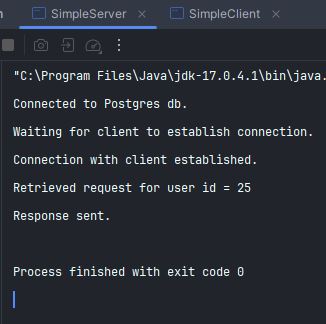 SimpleServer SimpleClient
"C:\Program Files\Java\jdk-17.0.4.1\bin\java.
Connected to Postgres db.
Waiting for client to establish connection.
Connection with client established.
Retrieved request for user id = 25
Response sent.
Process finished with exit code 0